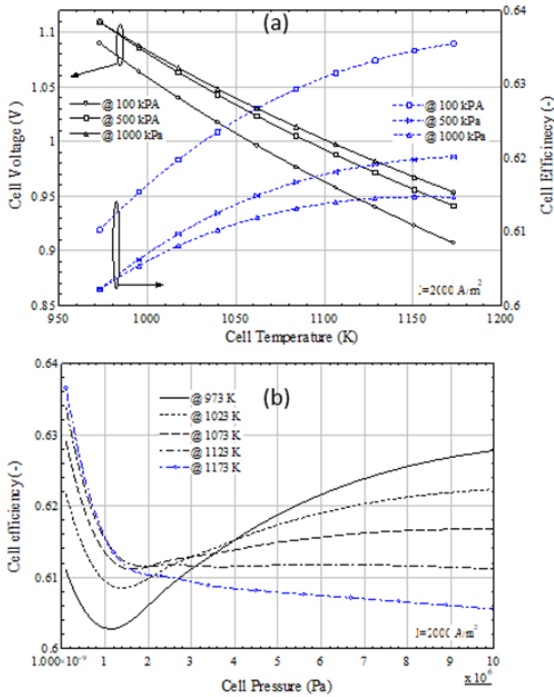 (a)
1.1
1.05
1
0.95
0.9
0.85
Cell Voltage (V )
@ 100 kPA
@ 500 kPA
@ 1000 kPa
@ 100 kPA
@ 500 kPa
@ 1000 kPa
0.64
0.63
0.62
0.61
0.6
Cell Efficinecy (-)
I=2000 A/m²
950 1000 1050 1100 1150 1200
Cell Temperature (K)
(b)
0.64
0.63
0.62
0.61
0.6
Cell efficiency (-)
@ 973 K
@ 1023 K
@ 1073 K
@ 1123 K
@ 1173 K
I=2000 A/m²
1.000×10⁻⁹ 1 2 3 4 5 6 7 8 9 10
x 10⁶
Cell Pressure (Pa)